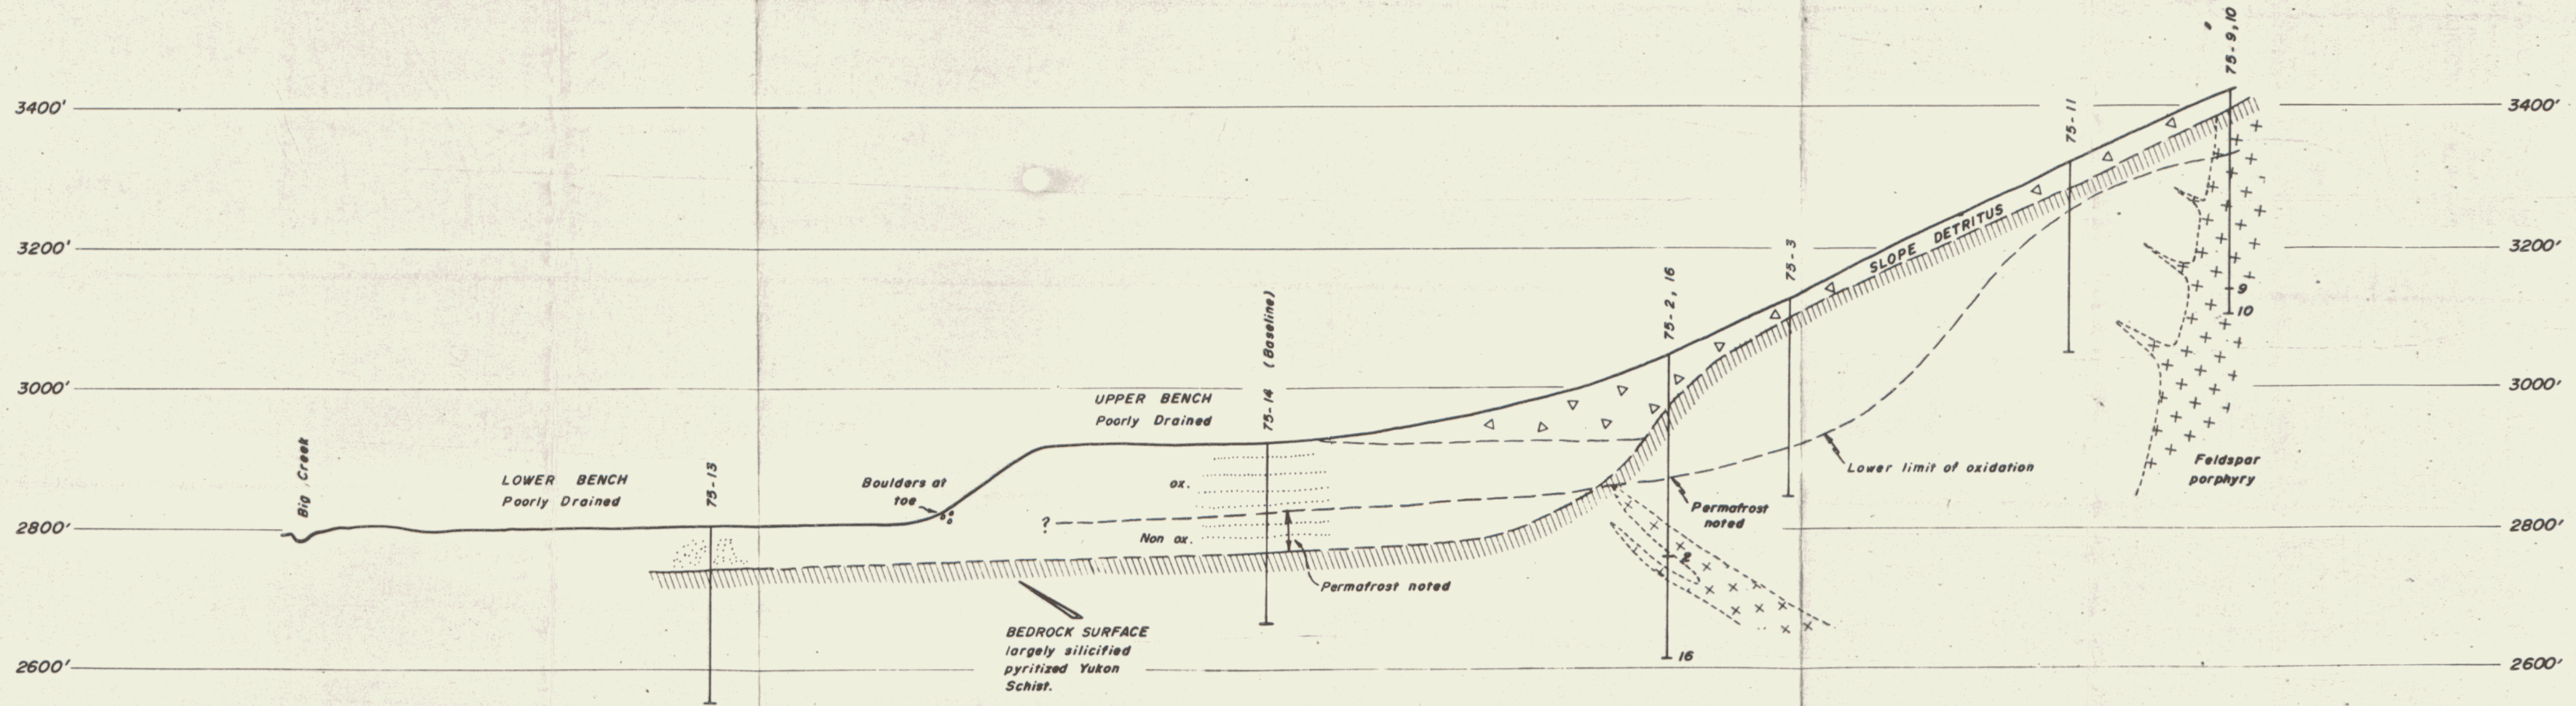 75-9,10
3400'
3400'
75-11
3200'
3200'
75-3
SLOPE DETRITUS
75-2, 16
75-14 (Baseline)
9
10
3000'
3000'
UPPER BENCH
Poorly Drained
Big Creek
LOWER BENCH
Poorly Drained
75-13
Boulders at
toe
ox.
Lower limit of oxidation
Feldspar
porphyry
Permafrost
noted
2800'
?
2800'
Non ox.
2
Permafrost noted
BEDROCK SURFACE
largely silicified
pyritized Yukon
Schist.
16
2600'
2600'